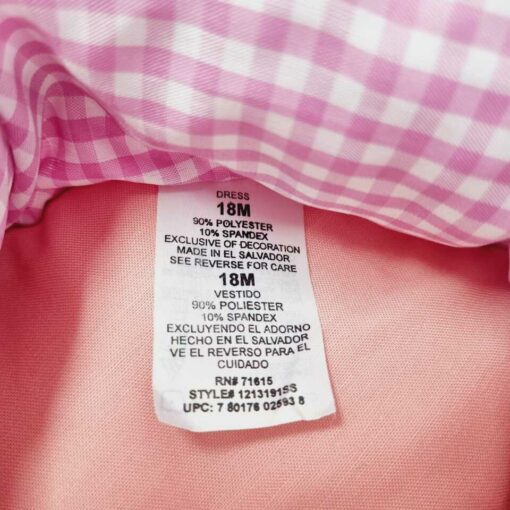 DRESS
18M
90% POLYESTER
10% SPANDEX
EXCLUSIVE OF DECORATION
MADE IN EL SALVADOR
SEE REVERSE FOR CARE
18M
VESTIDO
90% POLIESTER
10% SPANDEX
EXCLUYENDO EL ADORNO
HECHO EN EL SALVADOR
VE EL REVERSO PARA EL
CUIDADO
RN# 71615
STYLE# 12131915S
UPC: 7 80176 02593 8